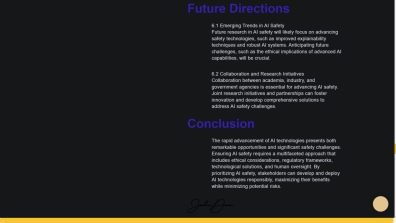 Future Directions
6.1 Emerging Trends in AI Safety
Future research in AI safety will likely focus on advancing
safety technologies, such as improved explainability
techniques and robust AI systems. Anticipating future
challenges, such as the ethical implications of advanced AI
capabilities, will be crucial.
6.2 Collaboration and Research Initiatives
Collaboration between academia, industry, and
government agencies is essential for advancing AI safety.
Joint research initiatives and partnerships can foster
innovation and develop comprehensive solutions to
address AI safety challenges.
Conclusion
The rapid advancement of AI technologies presents both
remarkable opportunities and significant safety challenges.
Ensuring AI safety requires a multifaceted approach that
includes ethical considerations, regulatory frameworks,
technological solutions, and human oversight. By
prioritizing AI safety, stakeholders can develop and deploy
AI technologies responsibly, maximizing their benefits
while minimizing potential risks.